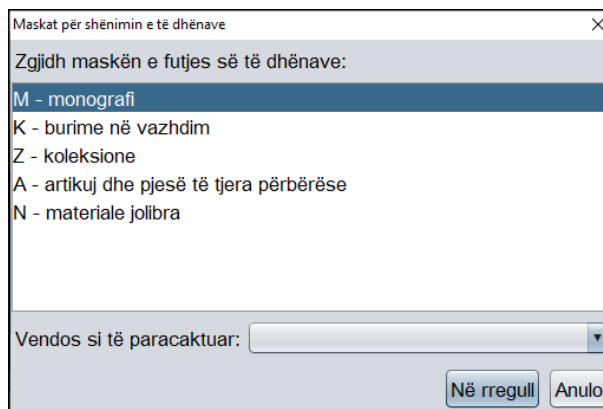 Maskat për shënimin e të dhënave
Zgjidh maskën e futjes së të dhënave:
M - monografi
K - burime në vazhdim
Z - koleksione
A - artikuj dhe pjesë të tjera përbërëse
N - materiale jolibra
Vendos si të paracaktuar:
Në rregull Anulo